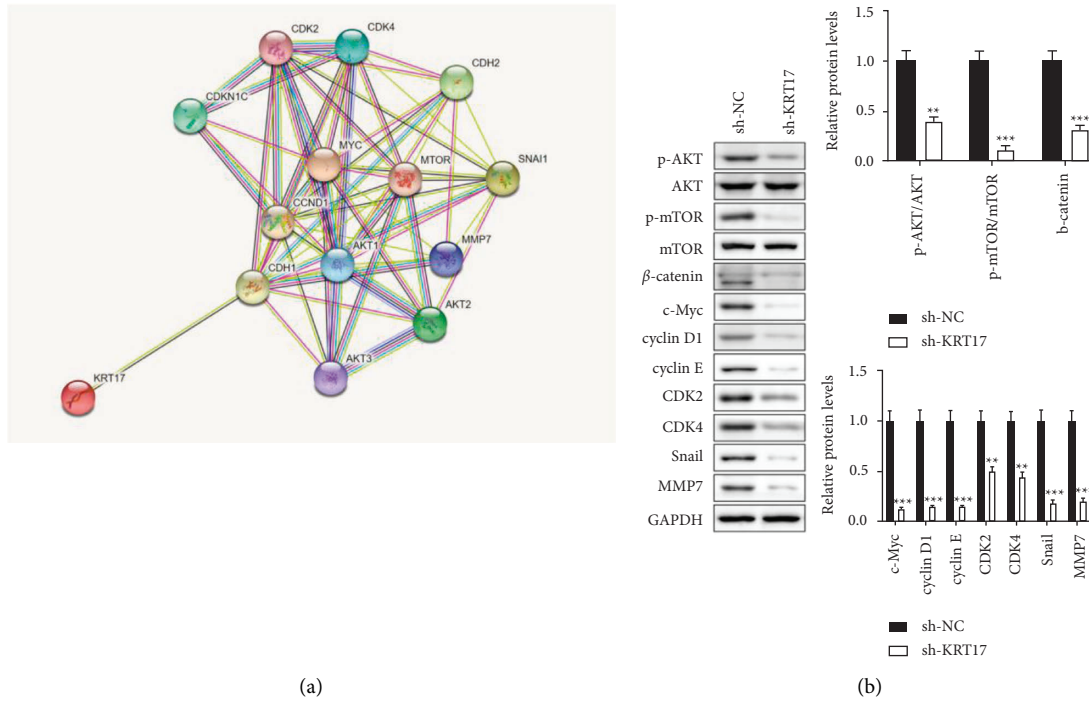 CDK2
CDK4
CDH2
CDKN1C
MYC
MTOR
SNAI1
CCND1
AKT1
MMP7
CDH1
AKT2
AKT3
KRT17
(a)
sh-NC
sh-KRT17
p-AKT
AKT
p-mTOR
mTOR
β-catenin
c-Myc
cyclin D1
cyclin E
CDK2
CDK4
Snail
MMP7
GAPDH
Relative protein levels
1.5
1.0
0.5
0.0
**
***
***
p-AKT/AKT
p-mTOR/mTOR
b-catenin
sh-NC
sh-KRT17
Relative protein levels
1.5
1.0
0.5
0.0
***
***
***
**
**
***
**
c-Myc
cyclin D1
cyclin E
CDK2
CDK4
Snail
MMP7
sh-NC
sh-KRT17
(b)